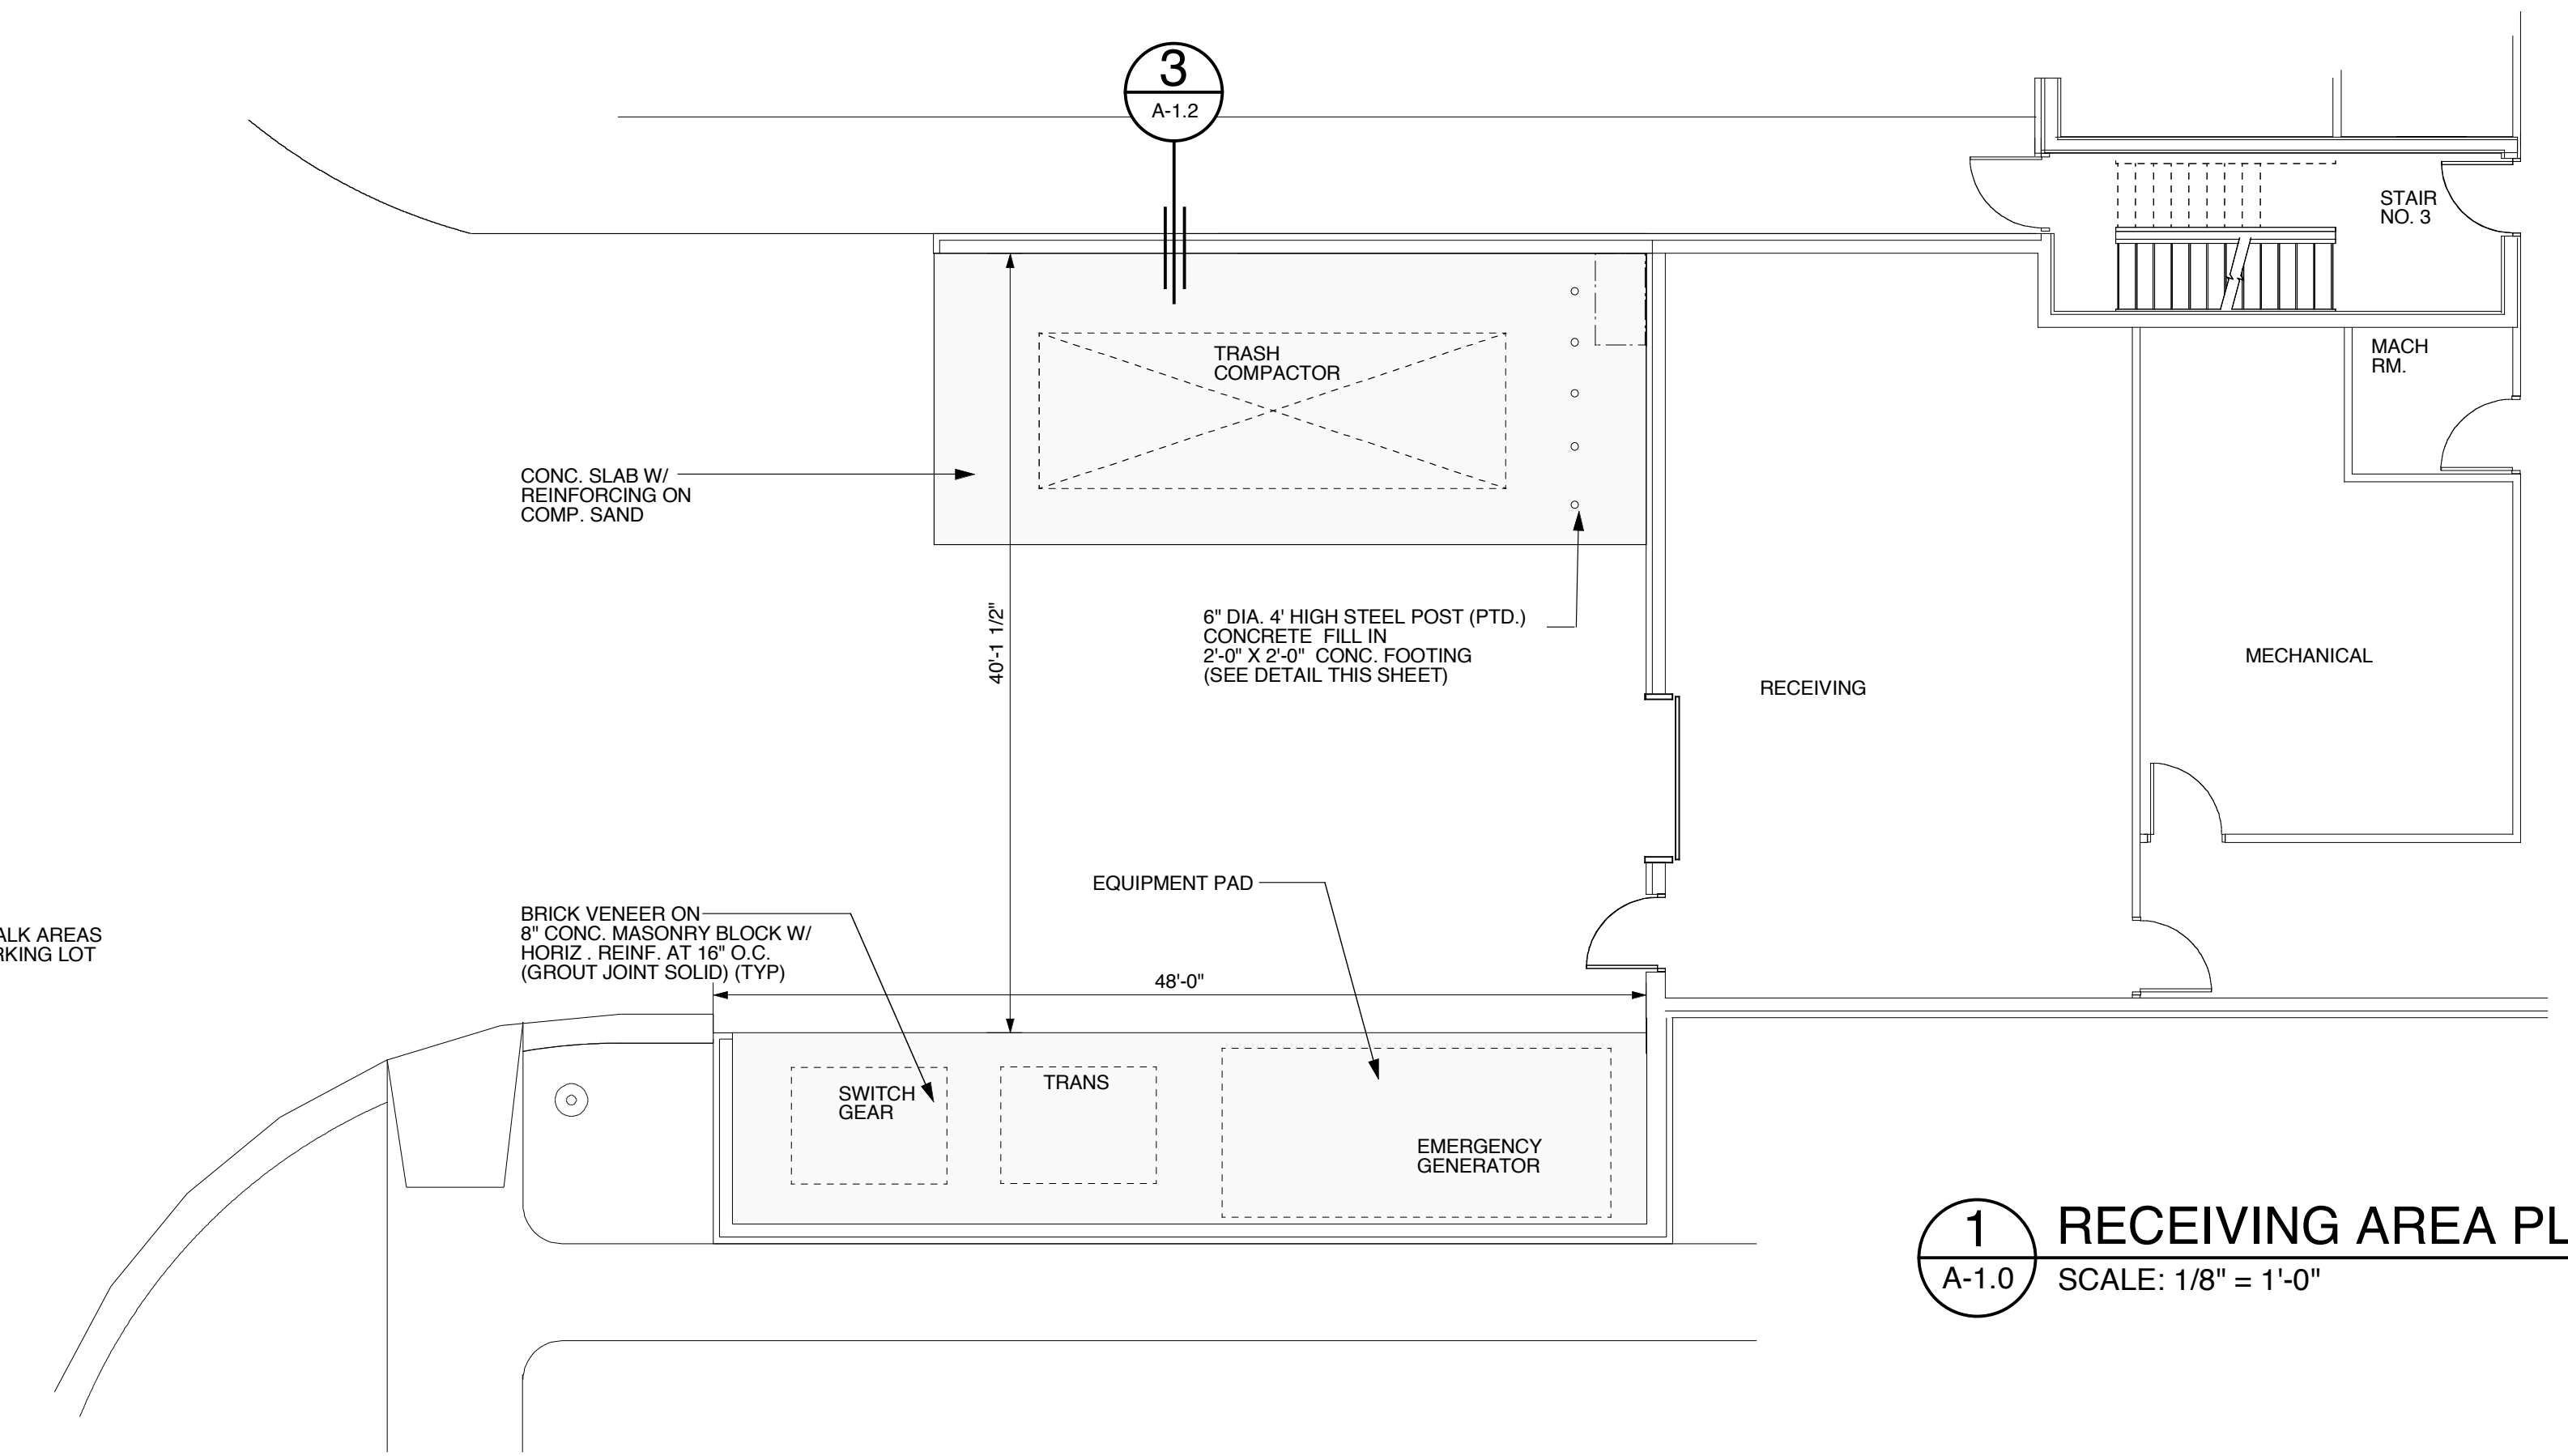 3
A-1.2
STAIR
NO. 3
TRASH
COMPACTOR
MACH
RM.
CONC. SLAB W/
REINFORCING ON
COMP. SAND
40'-1 1/2"
6" DIA. 4' HIGH STEEL POST (PTD.)
CONCRETE FILL IN
2'-0" X 2'-0" CONC. FOOTING
(SEE DETAIL THIS SHEET)
MECHANICAL
RECEIVING
EQUIPMENT PAD
BRICK VENEER ON
8" CONC. MASONRY BLOCK W/
HORIZ . REINF. AT 16" O.C.
(GROUT JOINT SOLID) (TYP)
ALK AREAS
RKING LOT
48'-0"
SWITCH
GEAR
TRANS
EMERGENCY
GENERATOR
1
A-1.0
RECEIVING AREA PL
SCALE: 1/8" = 1'-0"